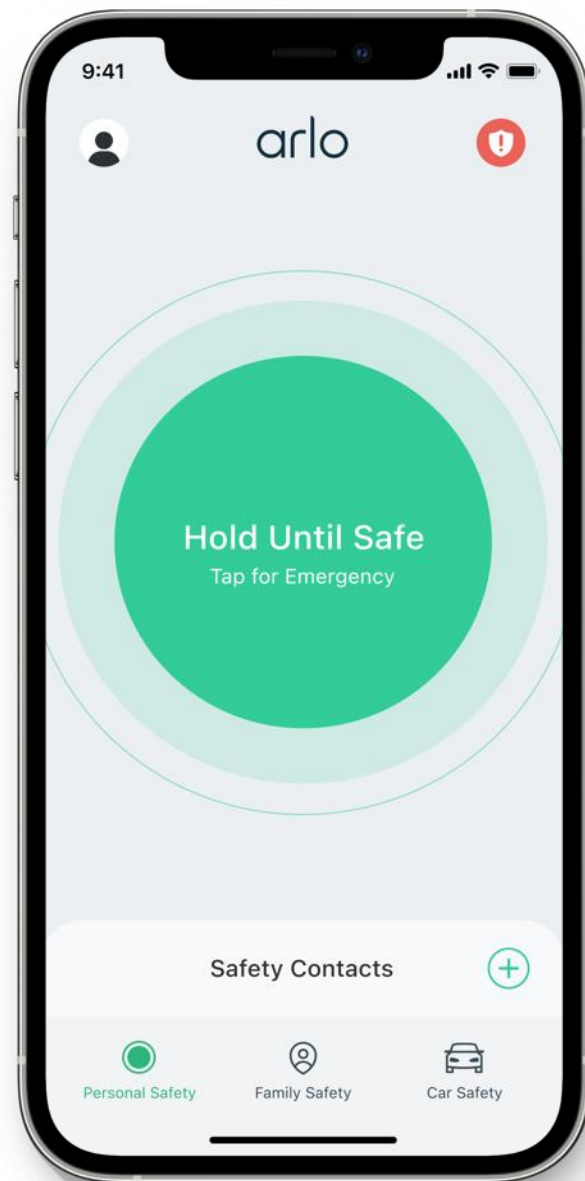 9:41
arlo
Hold Until Safe
Tap for Emergency
Safety Contacts
Personal Safety
Family Safety
Car Safety